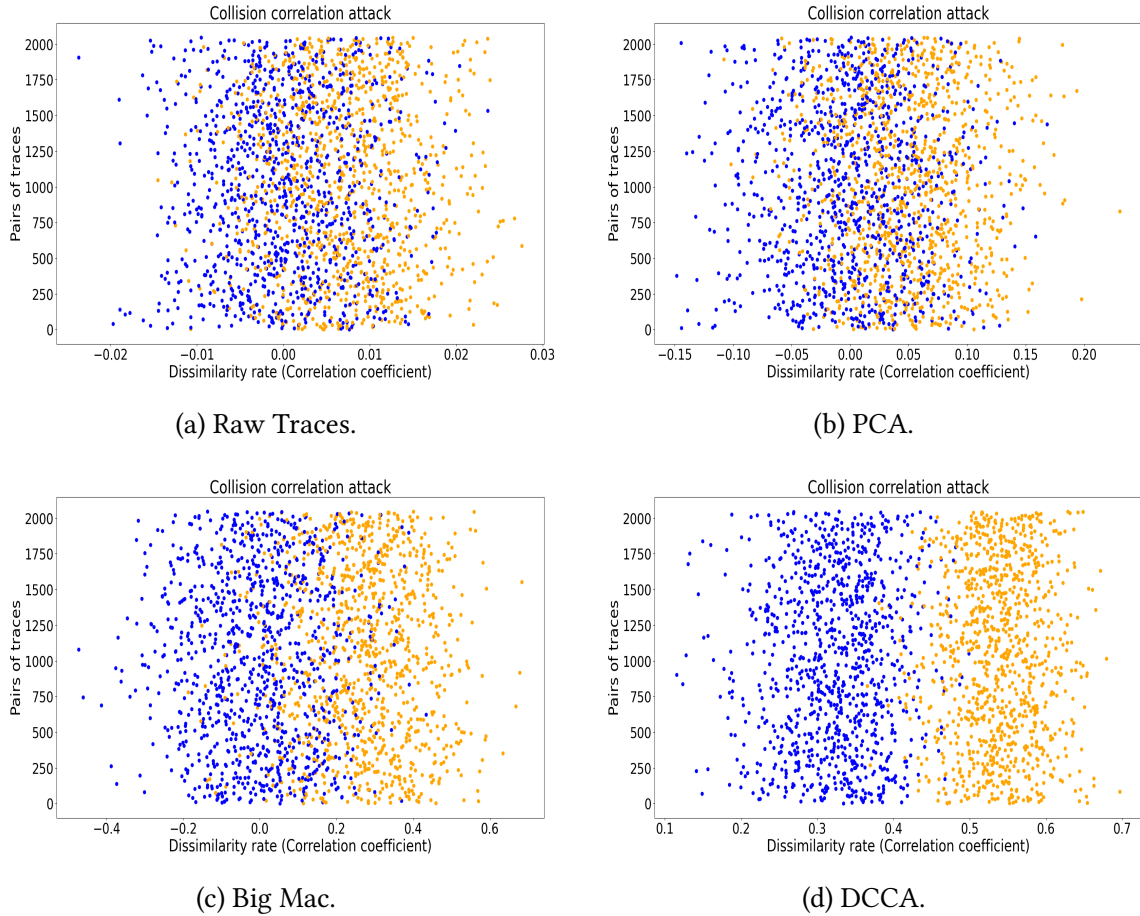 Collision correlation attack
Pairs of traces
2000
1750
1500
1250
1000
750
500
250
0
−0.02 −0.01 0.00 0.01 0.02 0.03
Dissimilarity rate (Correlation coefficient)
(a) Raw Traces.
Collision correlation attack
Pairs of traces
2000
1750
1500
1250
1000
750
500
250
0
−0.15 −0.10 −0.05 0.00 0.05 0.10 0.15 0.20
Dissimilarity rate (Correlation coefficient)
(b) PCA.
Collision correlation attack
Pairs of traces
2000
1750
1500
1250
1000
750
500
250
0
−0.4 −0.2 0.0 0.2 0.4 0.6
Dissimilarity rate (Correlation coefficient)
(c) Big Mac.
Collision correlation attack
Pairs of traces
2000
1750
1500
1250
1000
750
500
250
0
0.1 0.2 0.3 0.4 0.5 0.6 0.7
Dissimilarity rate (Correlation coefficient)
(d) DCCA.